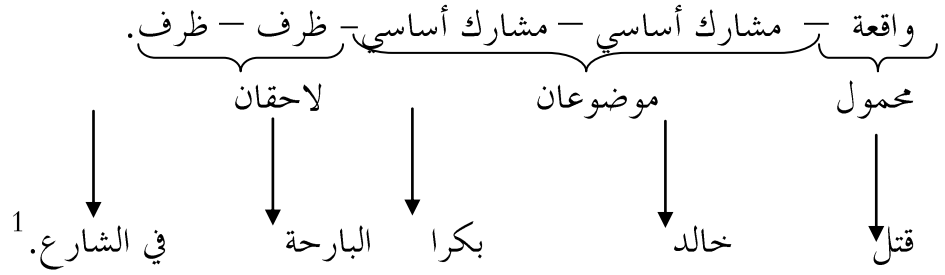 واقعة – مشارك أساسي – مشارك أساسي– ظرف – ظرف.
محمول موضوعان لاحقان
قتل خالد بكرا البارحة في الشارع.1